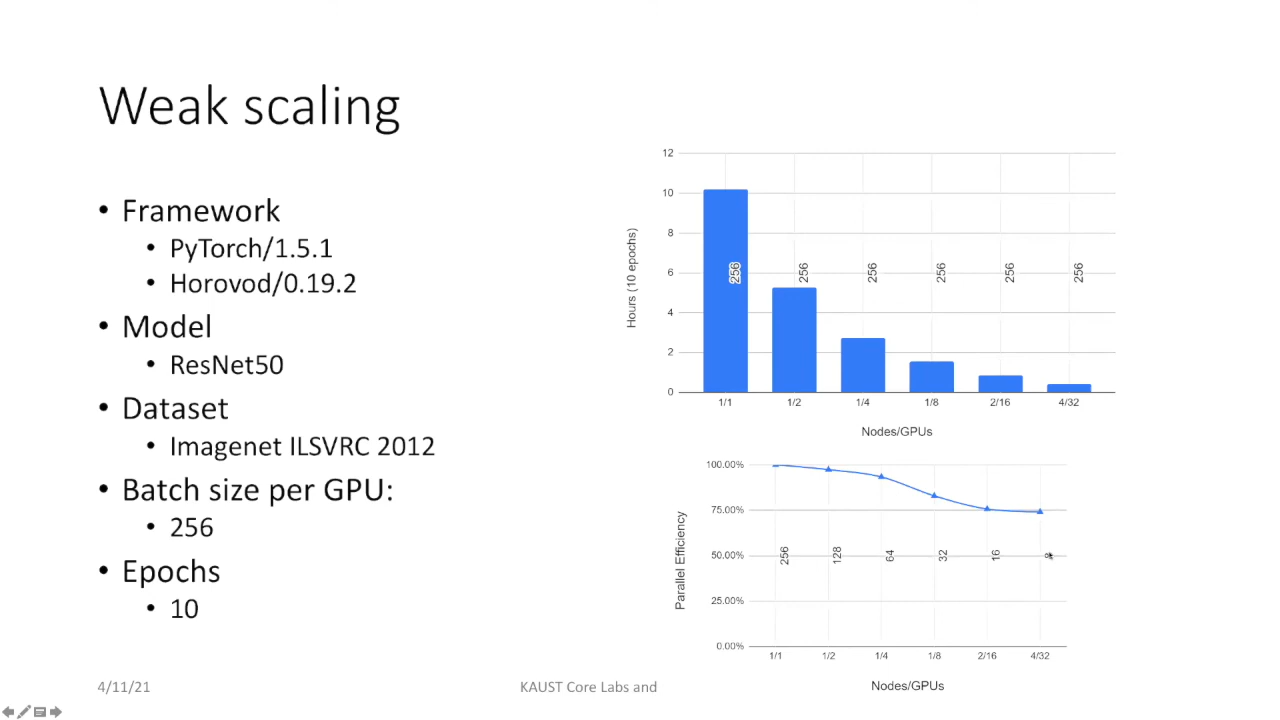 Weak scaling
• Framework
• PyTorch/1.5.1
• Horovod/0.19.2
• Model
• ResNet50
• Dataset
• Imagenet ILSVRC 2012
• Batch size per GPU:
• 256
• Epochs
• 10
Hours (10 epochs)
12
10
8
6
4
2
0
256 256 256 256 256 256
1/1 1/2 1/4 1/8 2/16 4/32
Nodes/GPUs
Parallel Efficiency
100.00%
75.00%
50.00%
25.00%
0.00%
256 128 64 32 16
1/1 1/2 1/4 1/8 2/16 4/32
Nodes/GPUs
4/11/21
KAUST Core Labs and